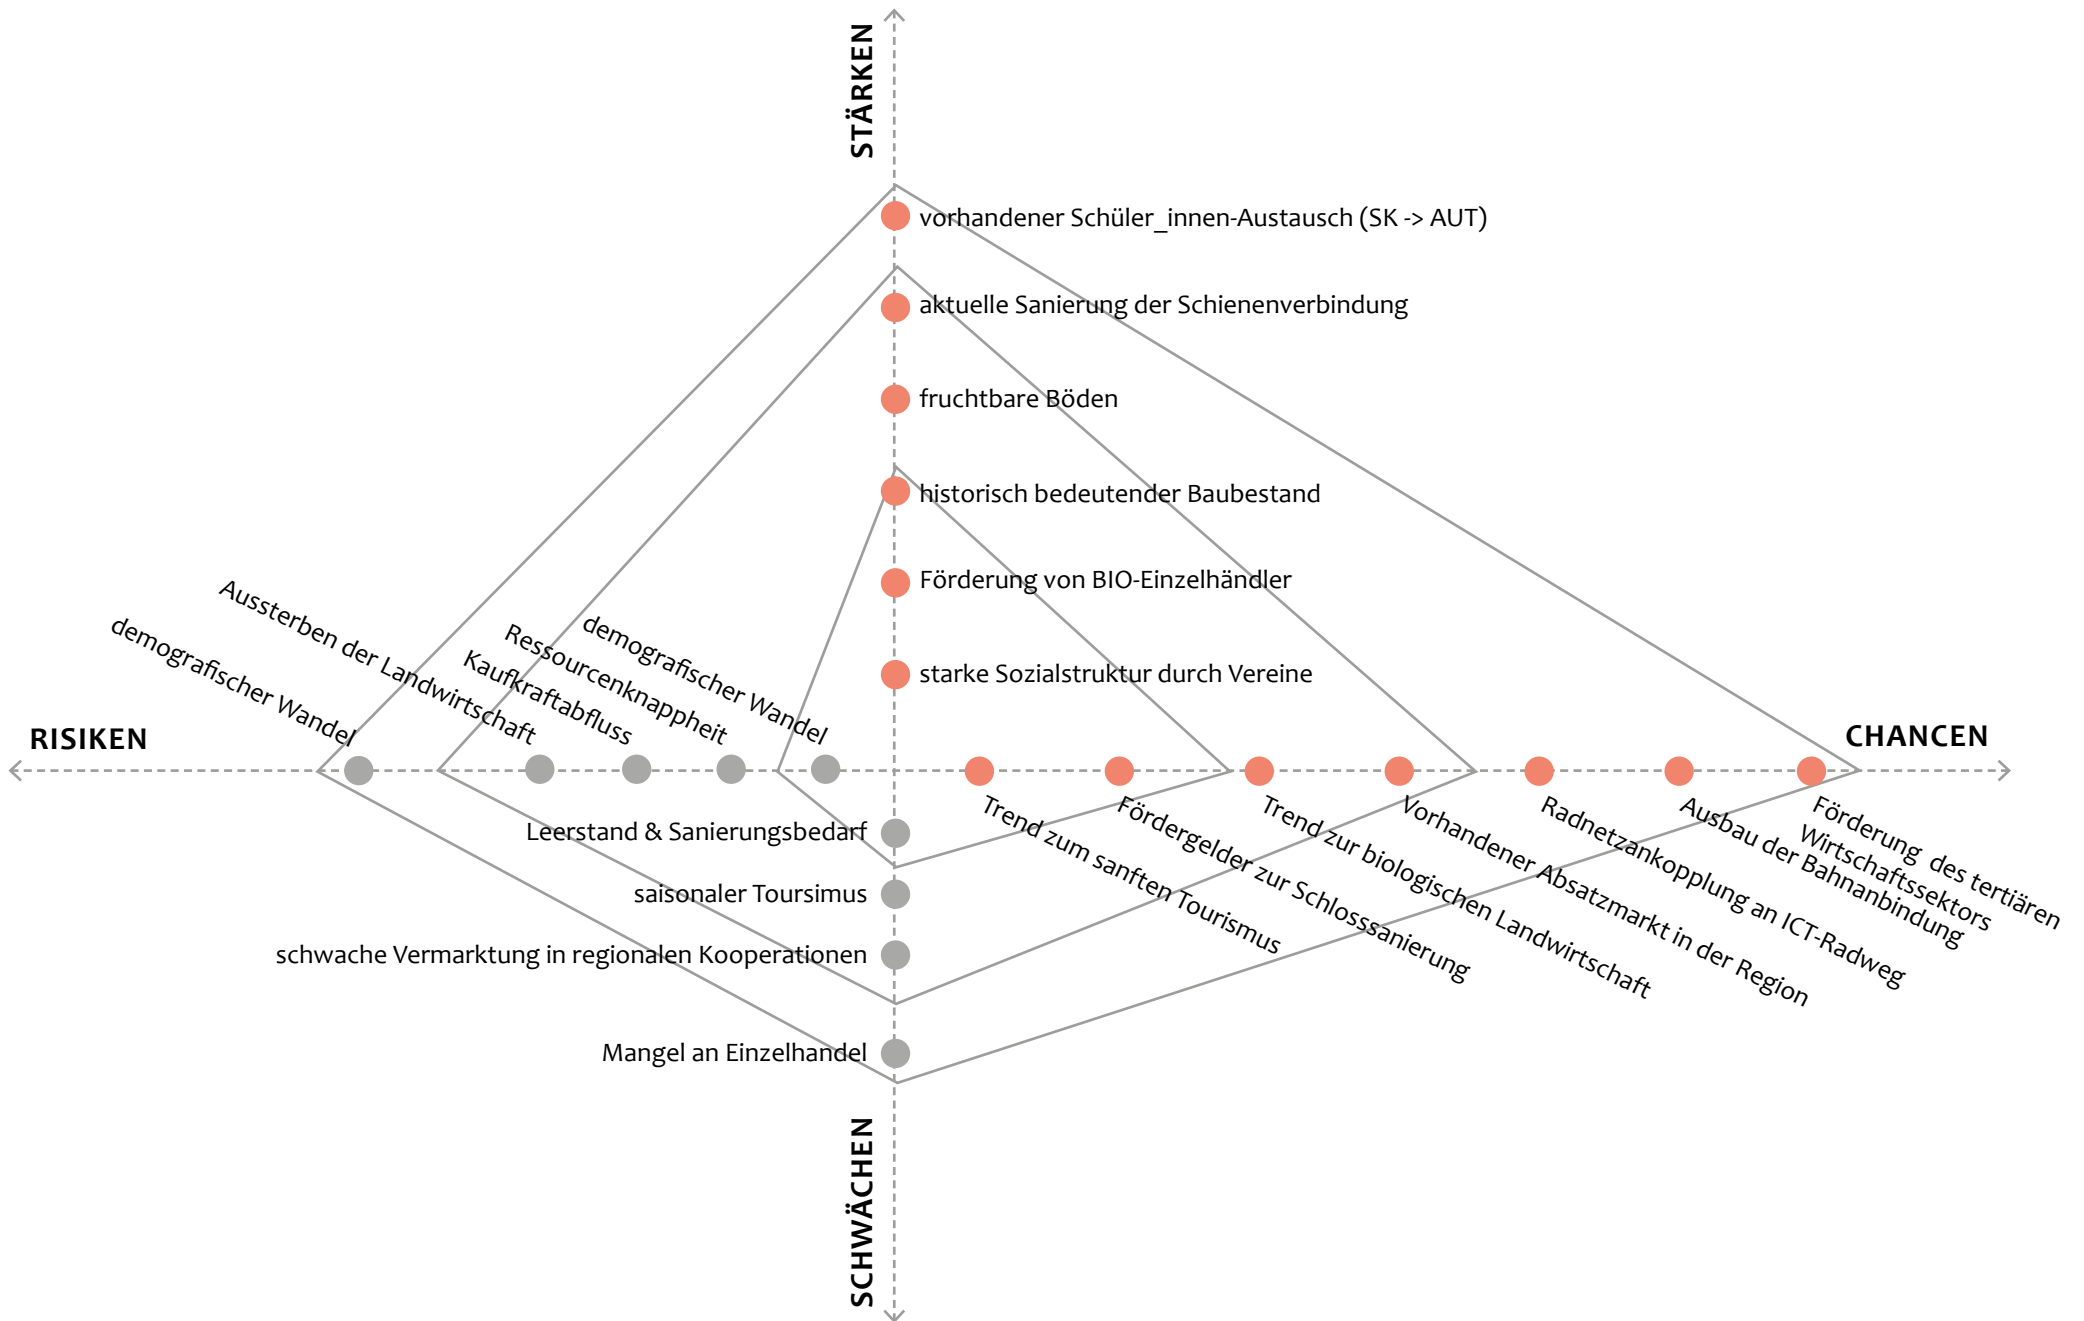 STÄRKEN
vorhandener Schüler_innen-Austausch (SK -> AUT)
aktuelle Sanierung der Schienenverbindung
fruchtbare Böden
historisch bedeutender Baubestand
Förderung von BIO-Einzelhändler
starke Sozialstruktur durch Vereine
RISIKEN
demografischer Wandel
Aussterben der Landwirtschaft
Kaufkraftabfluss
Ressourcenknappheit
demografischer Wandel
CHANCEN
Trend zum sanften Tourismus
Fördergelder zur Schlosssanierung
Trend zur biologischen Landwirtschaft
Vorhandener Absatzmarkt in der Region
Radnetzankopplung an ICT-Radweg
Ausbau der Bahnanbindung
Förderung des tertiären
Wirtschaftssektors
Leerstand & Sanierungsbedarf
saisonaler Toursimus
schwache Vermarktung in regionalen Kooperationen
Mangel an Einzelhandel
SCHWÄCHEN